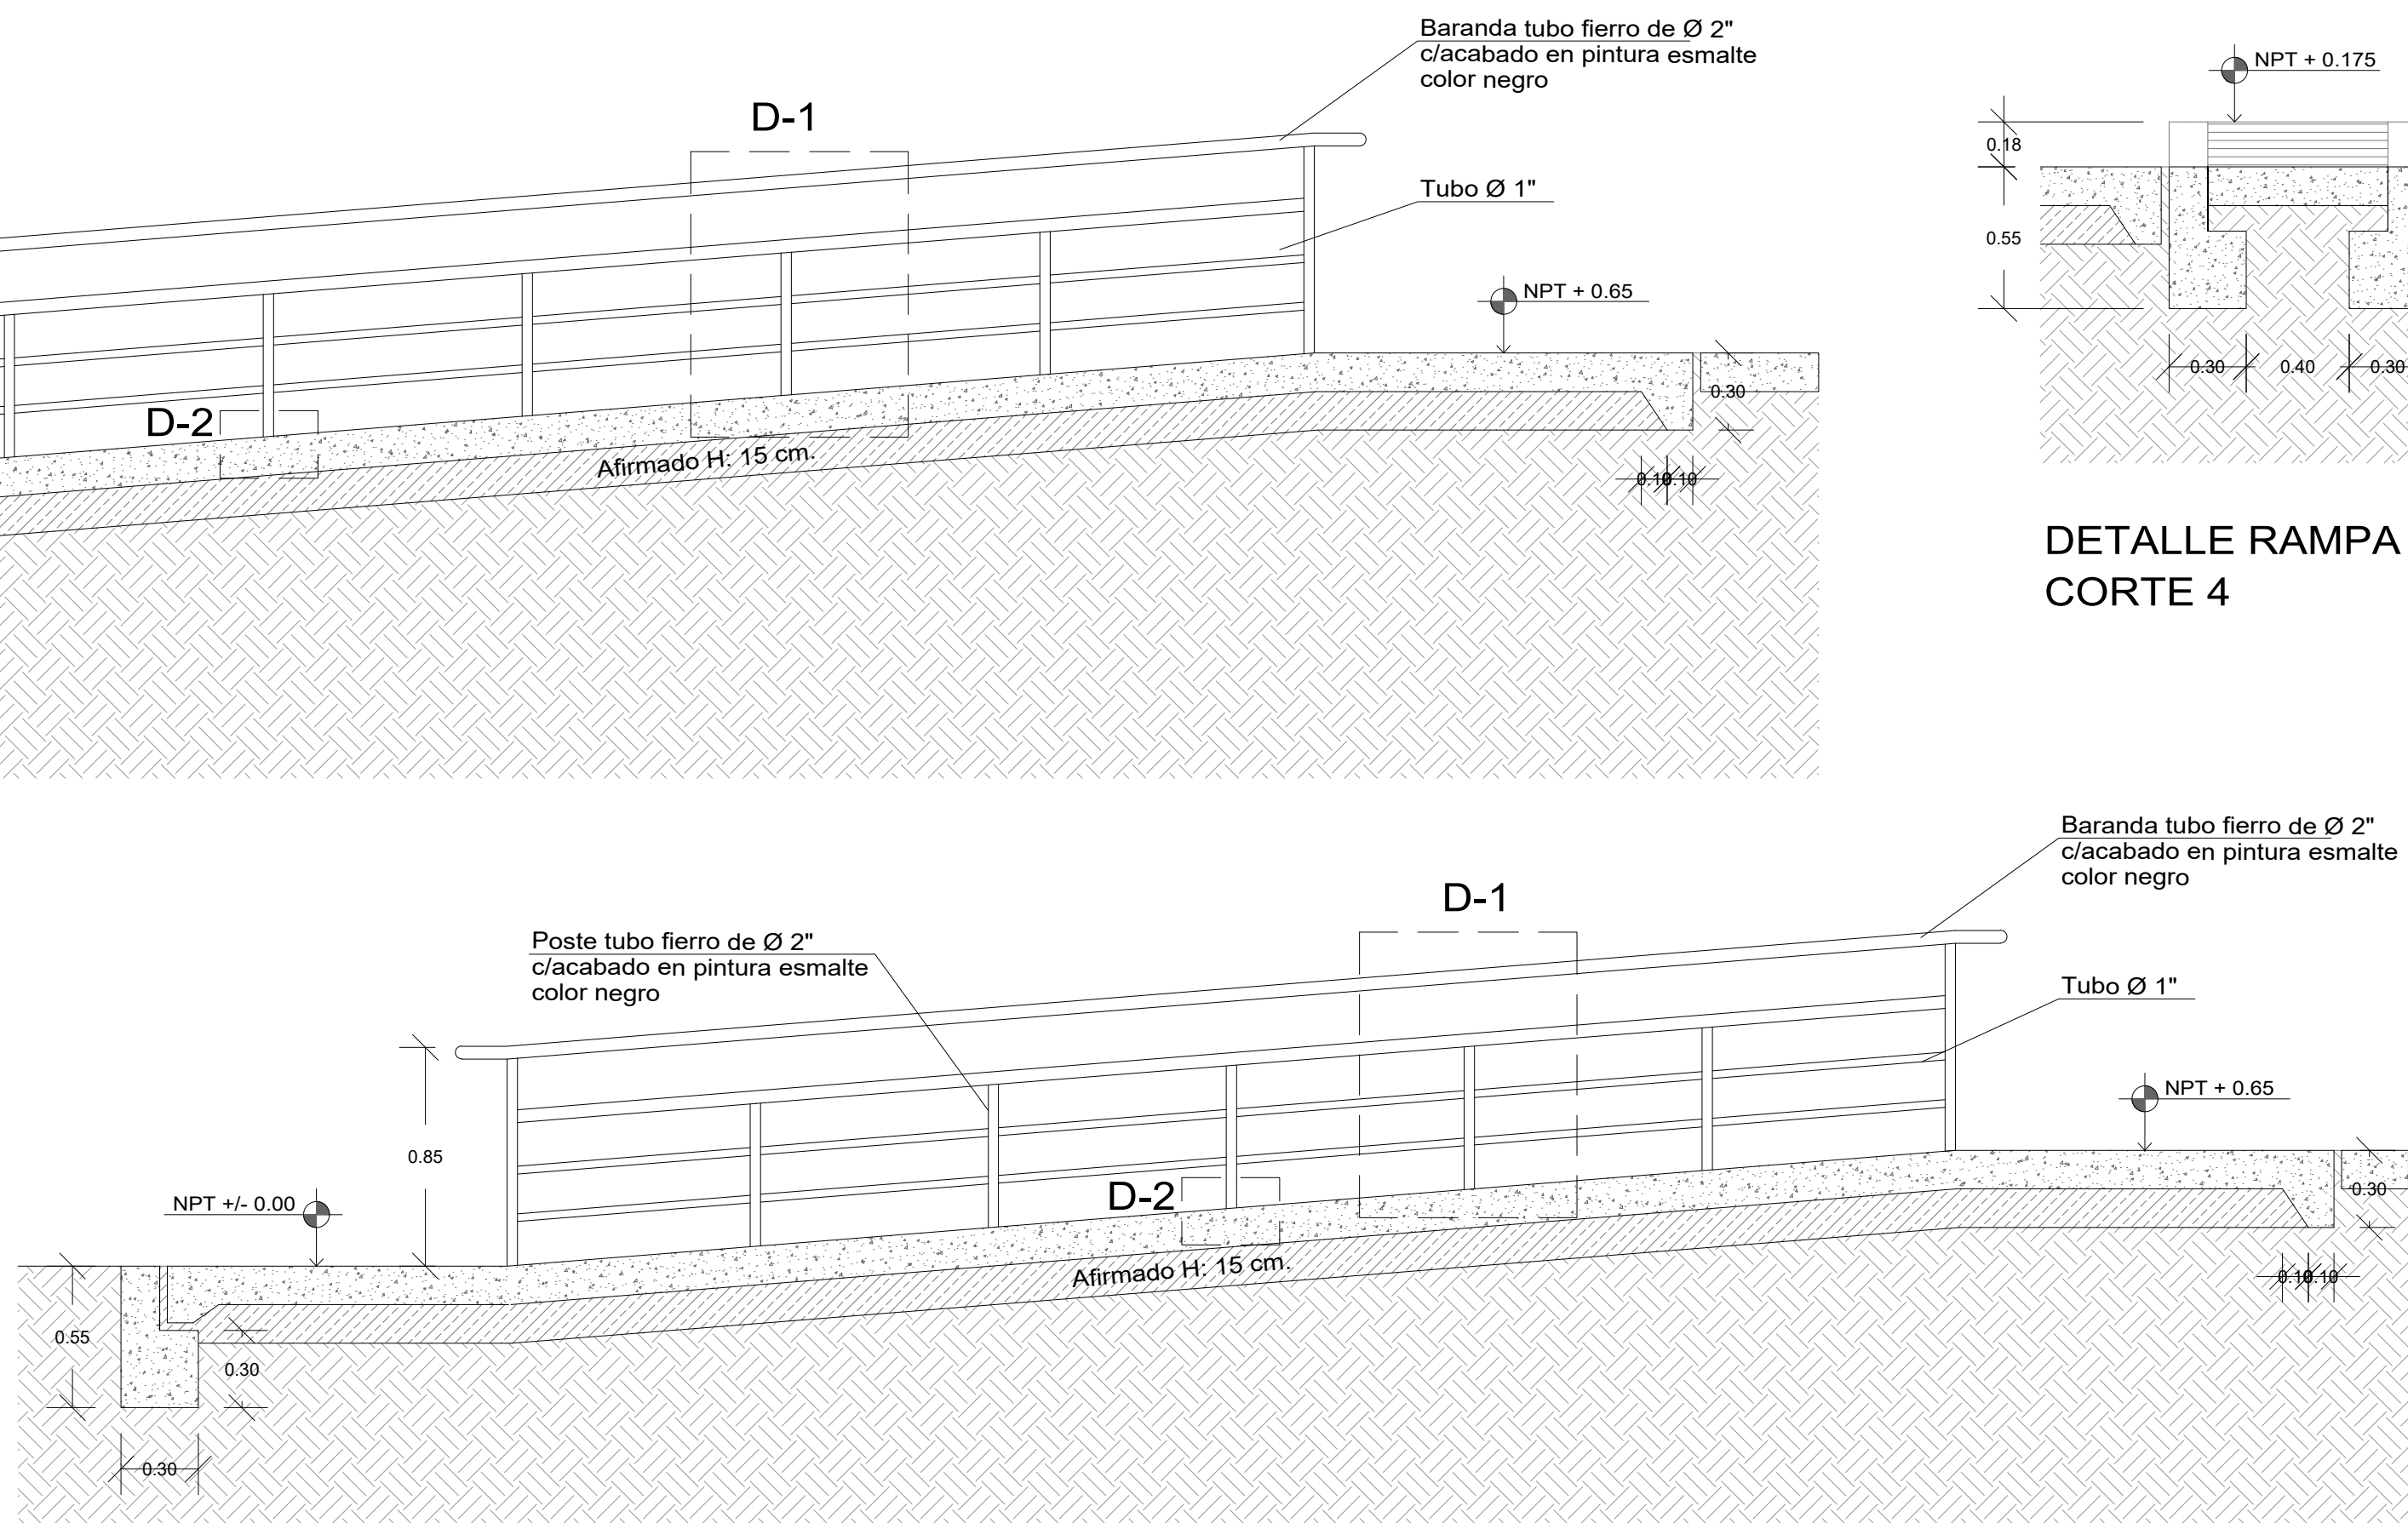 Baranda tubo fierro de Ø 2"
c/acabado en pintura esmalte
color negro
D-1
Tubo Ø 1"
NPT + 0.65
D-2
Afirmado H: 15 cm.
0.30
0.10
0.10
NPT + 0.175
0.18
0.55
0.30
0.40
0.30
DETALLE RAMPA
CORTE 4
Baranda tubo fierro de Ø 2"
c/acabado en pintura esmalte
color negro
D-1
Poste tubo fierro de Ø 2"
c/acabado en pintura esmalte
color negro
Tubo Ø 1"
NPT + 0.65
0.85
D-2
NPT +/- 0.00
0.30
Afirmado H: 15 cm.
0.10
0.10
0.55
0.30
0.30